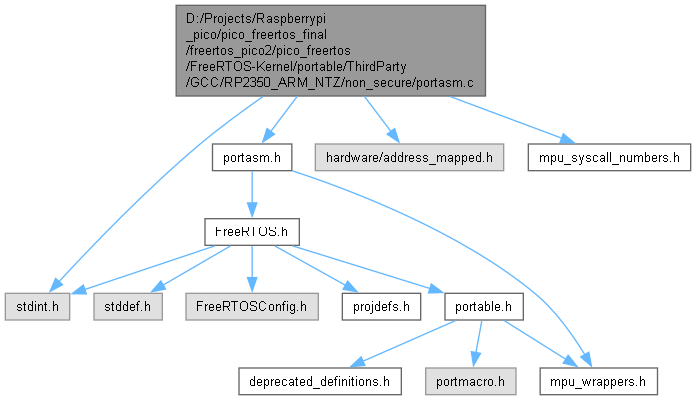 D:/Projects/Raspberrypi
_pico/pico_freertos_final
/freertos_pico2/pico_freertos
/FreeRTOS-Kernel/portable/ThirdParty
/GCC/RP2350_ARM_NTZ/non_secure/portasm.c
portasm.h
hardware/address_mapped.h
mpu_syscall_numbers.h
FreeRTOS.h
stdint.h
stddef.h
FreeRTOSConfig.h
projdefs.h
portable.h
deprecated_definitions.h
portmacro.h
mpu_wrappers.h